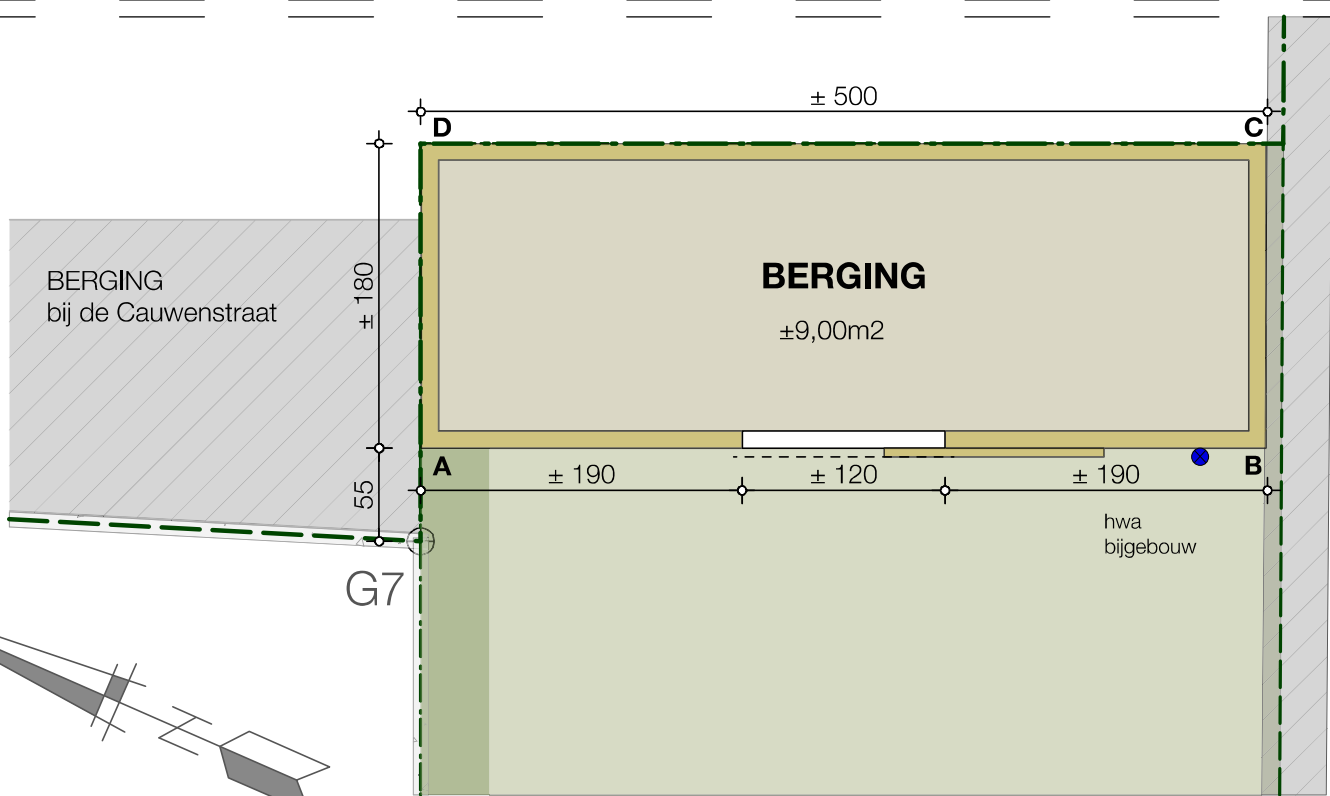 ± 500
D
C
BERGING
bij de Cauwenstraat
± 180
BERGING
±9,00m2
A
B
± 190
± 120
± 190
55
hwa
bijgebouw
G7
N